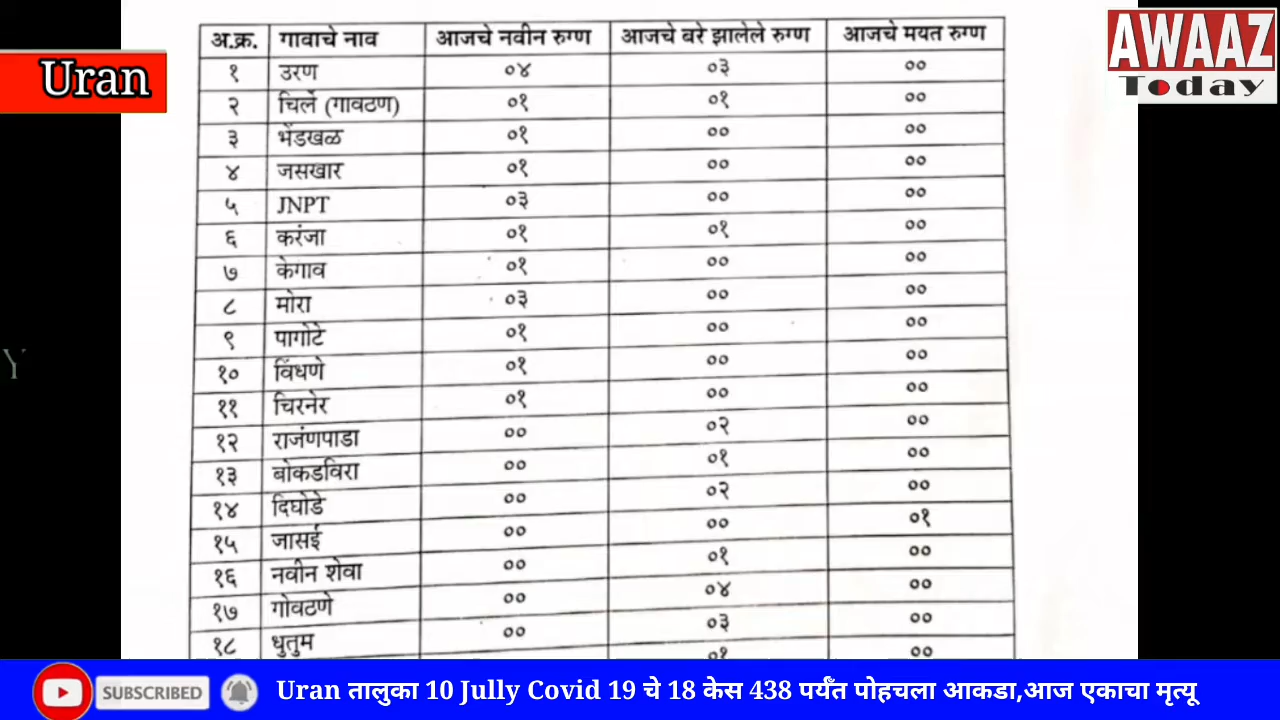 AWAAZ
Today
Uran
अ.क्र. गावाचे नाव आजचे नवीन रुग्ण आजचे बरे झालेले रुग्ण आजचे मयत रुग्ण
१ उरण ०४ ०३ ००
२ चिर्ले (गावठण) ०१ ०१ ००
३ भेंडखळ ०१ ०० ००
४ जसखार ०१ ०० ००
५ JNPT ०३ ०० ००
६ करंजा ०१ ०१ ००
७ केगाव ०१ ०० ००
८ मोरा ०३ ०० ००
९ पागोटे ०१ ०० ००
१० विंधणे ०१ ०० ००
११ चिरनेर ०१ ०० ००
१२ राजंणपाडा ०० ०२ ००
१३ बोकडविरा ०० ०१ ००
१४ दिघोडे ०० ०२ ००
१५ जासई ०० ०० ०१
१६ नवीन शेवा ०० ०१ ००
१७ गोवठणे ०० ०४ ००
१८ धुतुम ०० ०३ ००
०१ ००
Y
SUBSCRIBED
Uran तालुका 10 Jully Covid 19 चे 18 केस 438 पर्यंत पोहचला आकडा,आज एकाचा मृत्यू